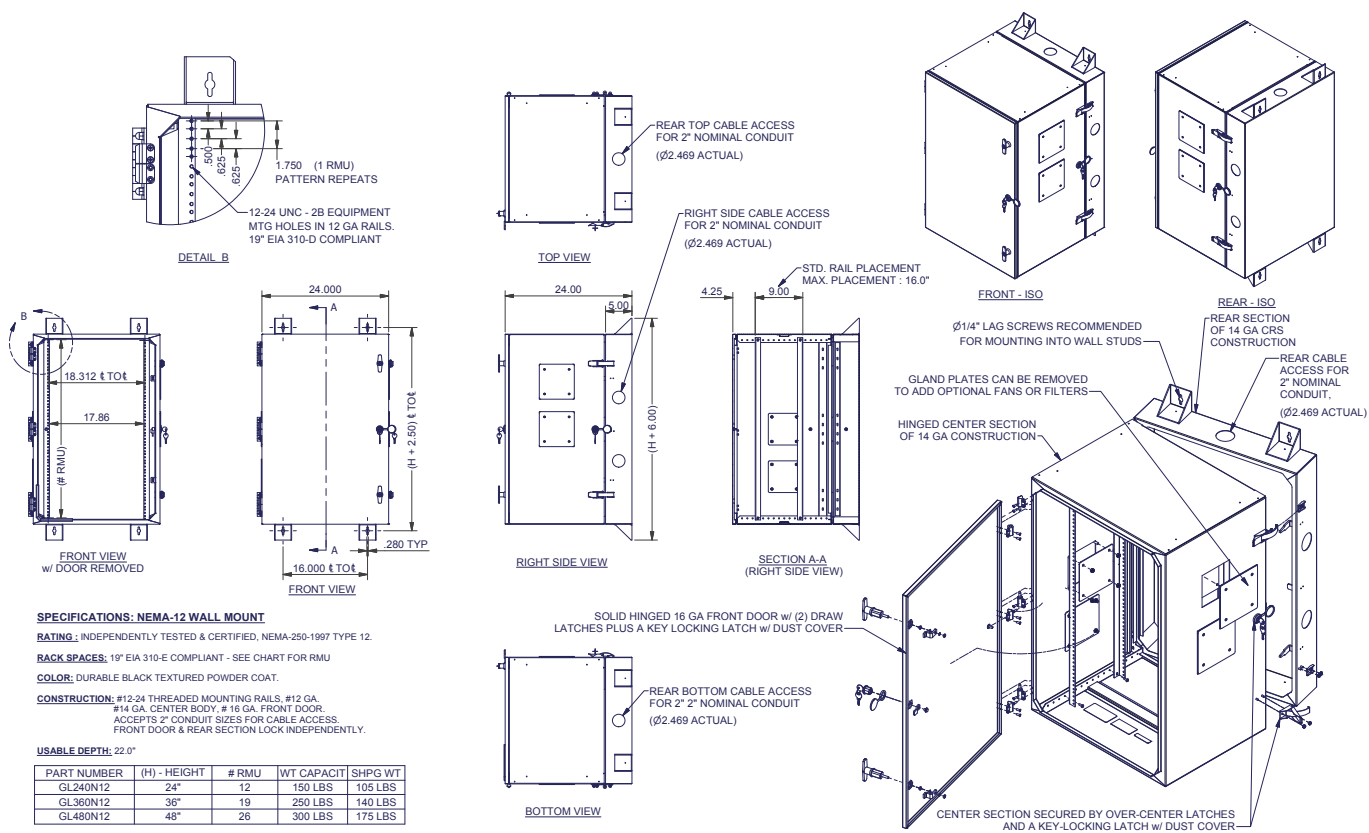 .500
.625
.625
1.750 (1 RMU)
PATTERN REPEATS
12-24 UNC - 2B EQUIPMENT
MTG HOLES IN 12 GA RAILS.
19" EIA 310-D COMPLIANT
DETAIL B
REAR TOP CABLE ACCESS
FOR 2" NOMINAL CONDUIT
(Ø2.469 ACTUAL)
TOP VIEW
FRONT - ISO
REAR - ISO
B
18.312 ℄ TO ℄
17.86
(# RMU)
FRONT VIEW
w/ DOOR REMOVED
24.000
A
A
(H + 2.50) ℄ TO ℄
.280 TYP
16.000 ℄ TO ℄
FRONT VIEW
RIGHT SIDE CABLE ACCESS
FOR 2" NOMINAL CONDUIT
(Ø2.469 ACTUAL)
24.00
5.00
(H + 6.00)
RIGHT SIDE VIEW
STD. RAIL PLACEMENT
MAX. PLACEMENT : 16.0"
4.25
9.00
SECTION A-A
(RIGHT SIDE VIEW)
Ø1/4" LAG SCREWS RECOMMENDED
FOR MOUNTING INTO WALL STUDS
REAR SECTION
OF 14 GA CRS
CONSTRUCTION
REAR CABLE
ACCESS FOR
2" NOMINAL
CONDUIT,
(Ø2.469 ACTUAL)
GLAND PLATES CAN BE REMOVED
TO ADD OPTIONAL FANS OR FILTERS
HINGED CENTER SECTION
OF 14 GA CONSTRUCTION
SOLID HINGED 16 GA FRONT DOOR w/ (2) DRAW
LATCHES PLUS A KEY LOCKING LATCH w/ DUST COVER
CENTER SECTION SECURED BY OVER-CENTER LATCHES
AND A KEY-LOCKING LATCH w/ DUST COVER
REAR BOTTOM CABLE ACCESS
FOR 2" 2" NOMINAL CONDUIT
(Ø2.469 ACTUAL)
BOTTOM VIEW
SPECIFICATIONS: NEMA-12 WALL MOUNT
RATING : INDEPENDENTLY TESTED & CERTIFIED, NEMA-250-1997 TYPE 12.
RACK SPACES: 19" EIA 310-E COMPLIANT - SEE CHART FOR RMU
COLOR: DURABLE BLACK TEXTURED POWDER COAT.
CONSTRUCTION: #12-24 THREADED MOUNTING RAILS, #12 GA.
#14 GA. CENTER BODY, # 16 GA. FRONT DOOR.
ACCEPTS 2" CONDUIT SIZES FOR CABLE ACCESS.
FRONT DOOR & REAR SECTION LOCK INDEPENDENTLY.
USABLE DEPTH: 22.0"
PART NUMBER (H) - HEIGHT # RMU WT CAPACIT SHPG WT
GL240N12 24" 12 150 LBS 105 LBS
GL360N12 36" 19 250 LBS 140 LBS
GL480N12 48" 26 300 LBS 175 LBS